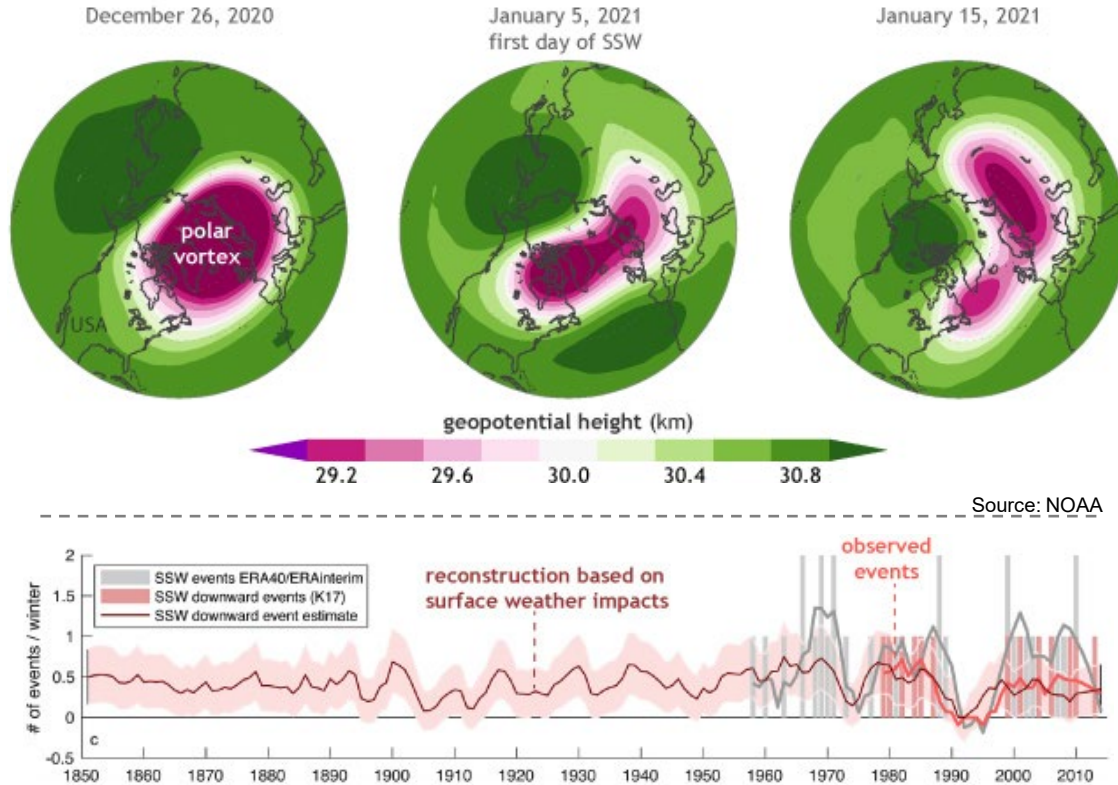 December 26, 2020
January 5, 2021
first day of SSW
January 15, 2021
polar
vortex
USA
geopotential height (km)
29.2 29.6 30.0 30.4 30.8
Source: NOAA
# of events / winter
2
1.5
1
0.5
0
-0.5
SSW events ERA40/ERAinterim
SSW downward events (K17)
SSW downward event estimate
reconstruction based on
surface weather impacts
observed
events
c
1850 1860 1870 1880 1890 1900 1910 1920 1930 1940 1950 1960 1970 1980 1990 2000 2010